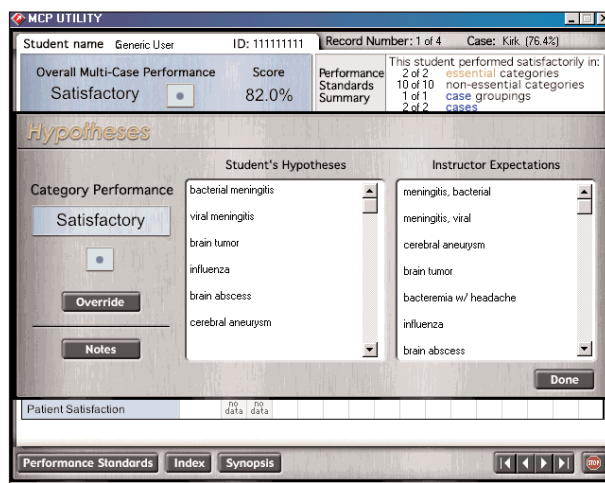 MCP UTILITY
Student name Generic User ID: 111111111 Record Number: 1 of 4 Case: Kirk (76.4%)
Overall Multi-Case Performance Score
Satisfactory 82.0%
Performance Standards Summary
This student performed satisfactorily in:
2 of 2 essential categories
10 of 10 non-essential categories
1 of 1 case groupings
2 of 2 cases
Hypotheses
Category Performance
Satisfactory
Override
Notes
Student's Hypotheses
bacterial meningitis
viral meningitis
brain tumor
influenza
brain abscess
cerebral aneurysm
Instructor Expectations
meningitis, bacterial
meningitis, viral
cerebral aneurysm
brain tumor
bacteremia w/ headache
influenza
brain abscess
Done
Patient Satisfaction no data no data
Performance Standards Index Synopsis STOP